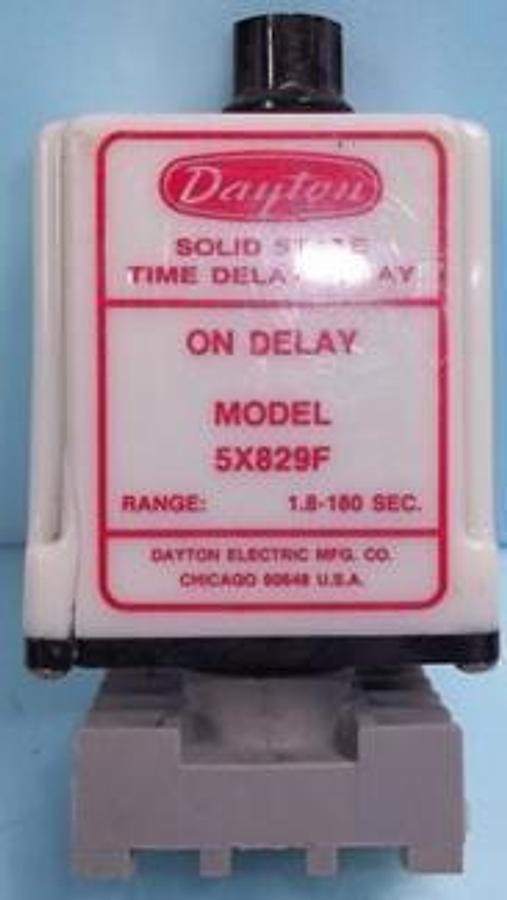 Dayton
SOLID
TIME
ON DELAY
MODEL
5X829F
RANGE: 1.8-180 SEC.
DAYTON ELECTRIC MFG. CO.
CHICAGO 60648 U.S.A.